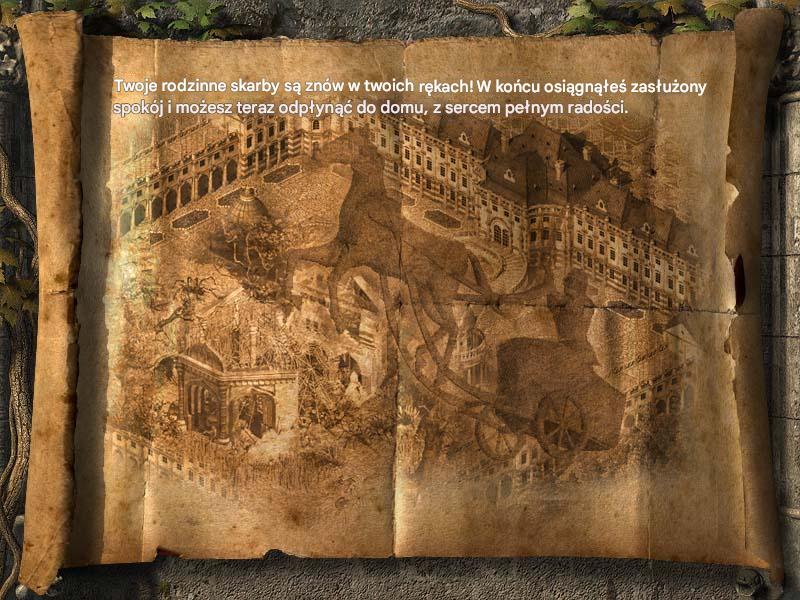 Twoje rodzinne skarby są znów w twoich rękach! W końcu osiągnąłeś zasłużony
spokój i możesz teraz odpłynąć do domu, z sercem pełnym radości.